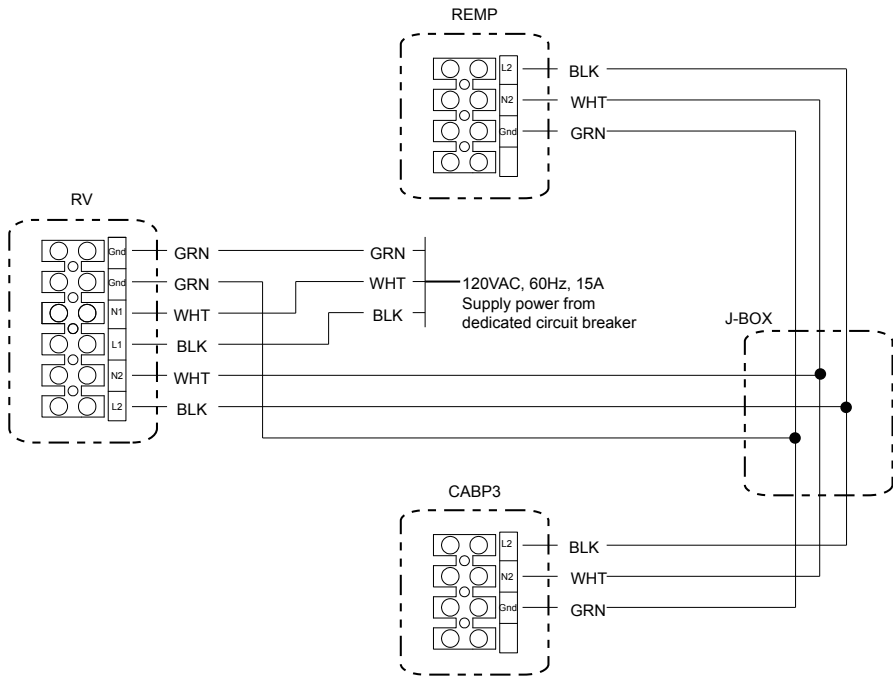 REMP
L2 BLK
N2 WHT
Gnd GRN
RV
Gnd GRN GRN
Gnd GRN WHT
N1 WHT BLK
L1 BLK
N2 WHT
L2 BLK
120VAC, 60Hz, 15A
Supply power from
dedicated circuit breaker
J-BOX
CABP3
L2 BLK
N2 WHT
Gnd GRN